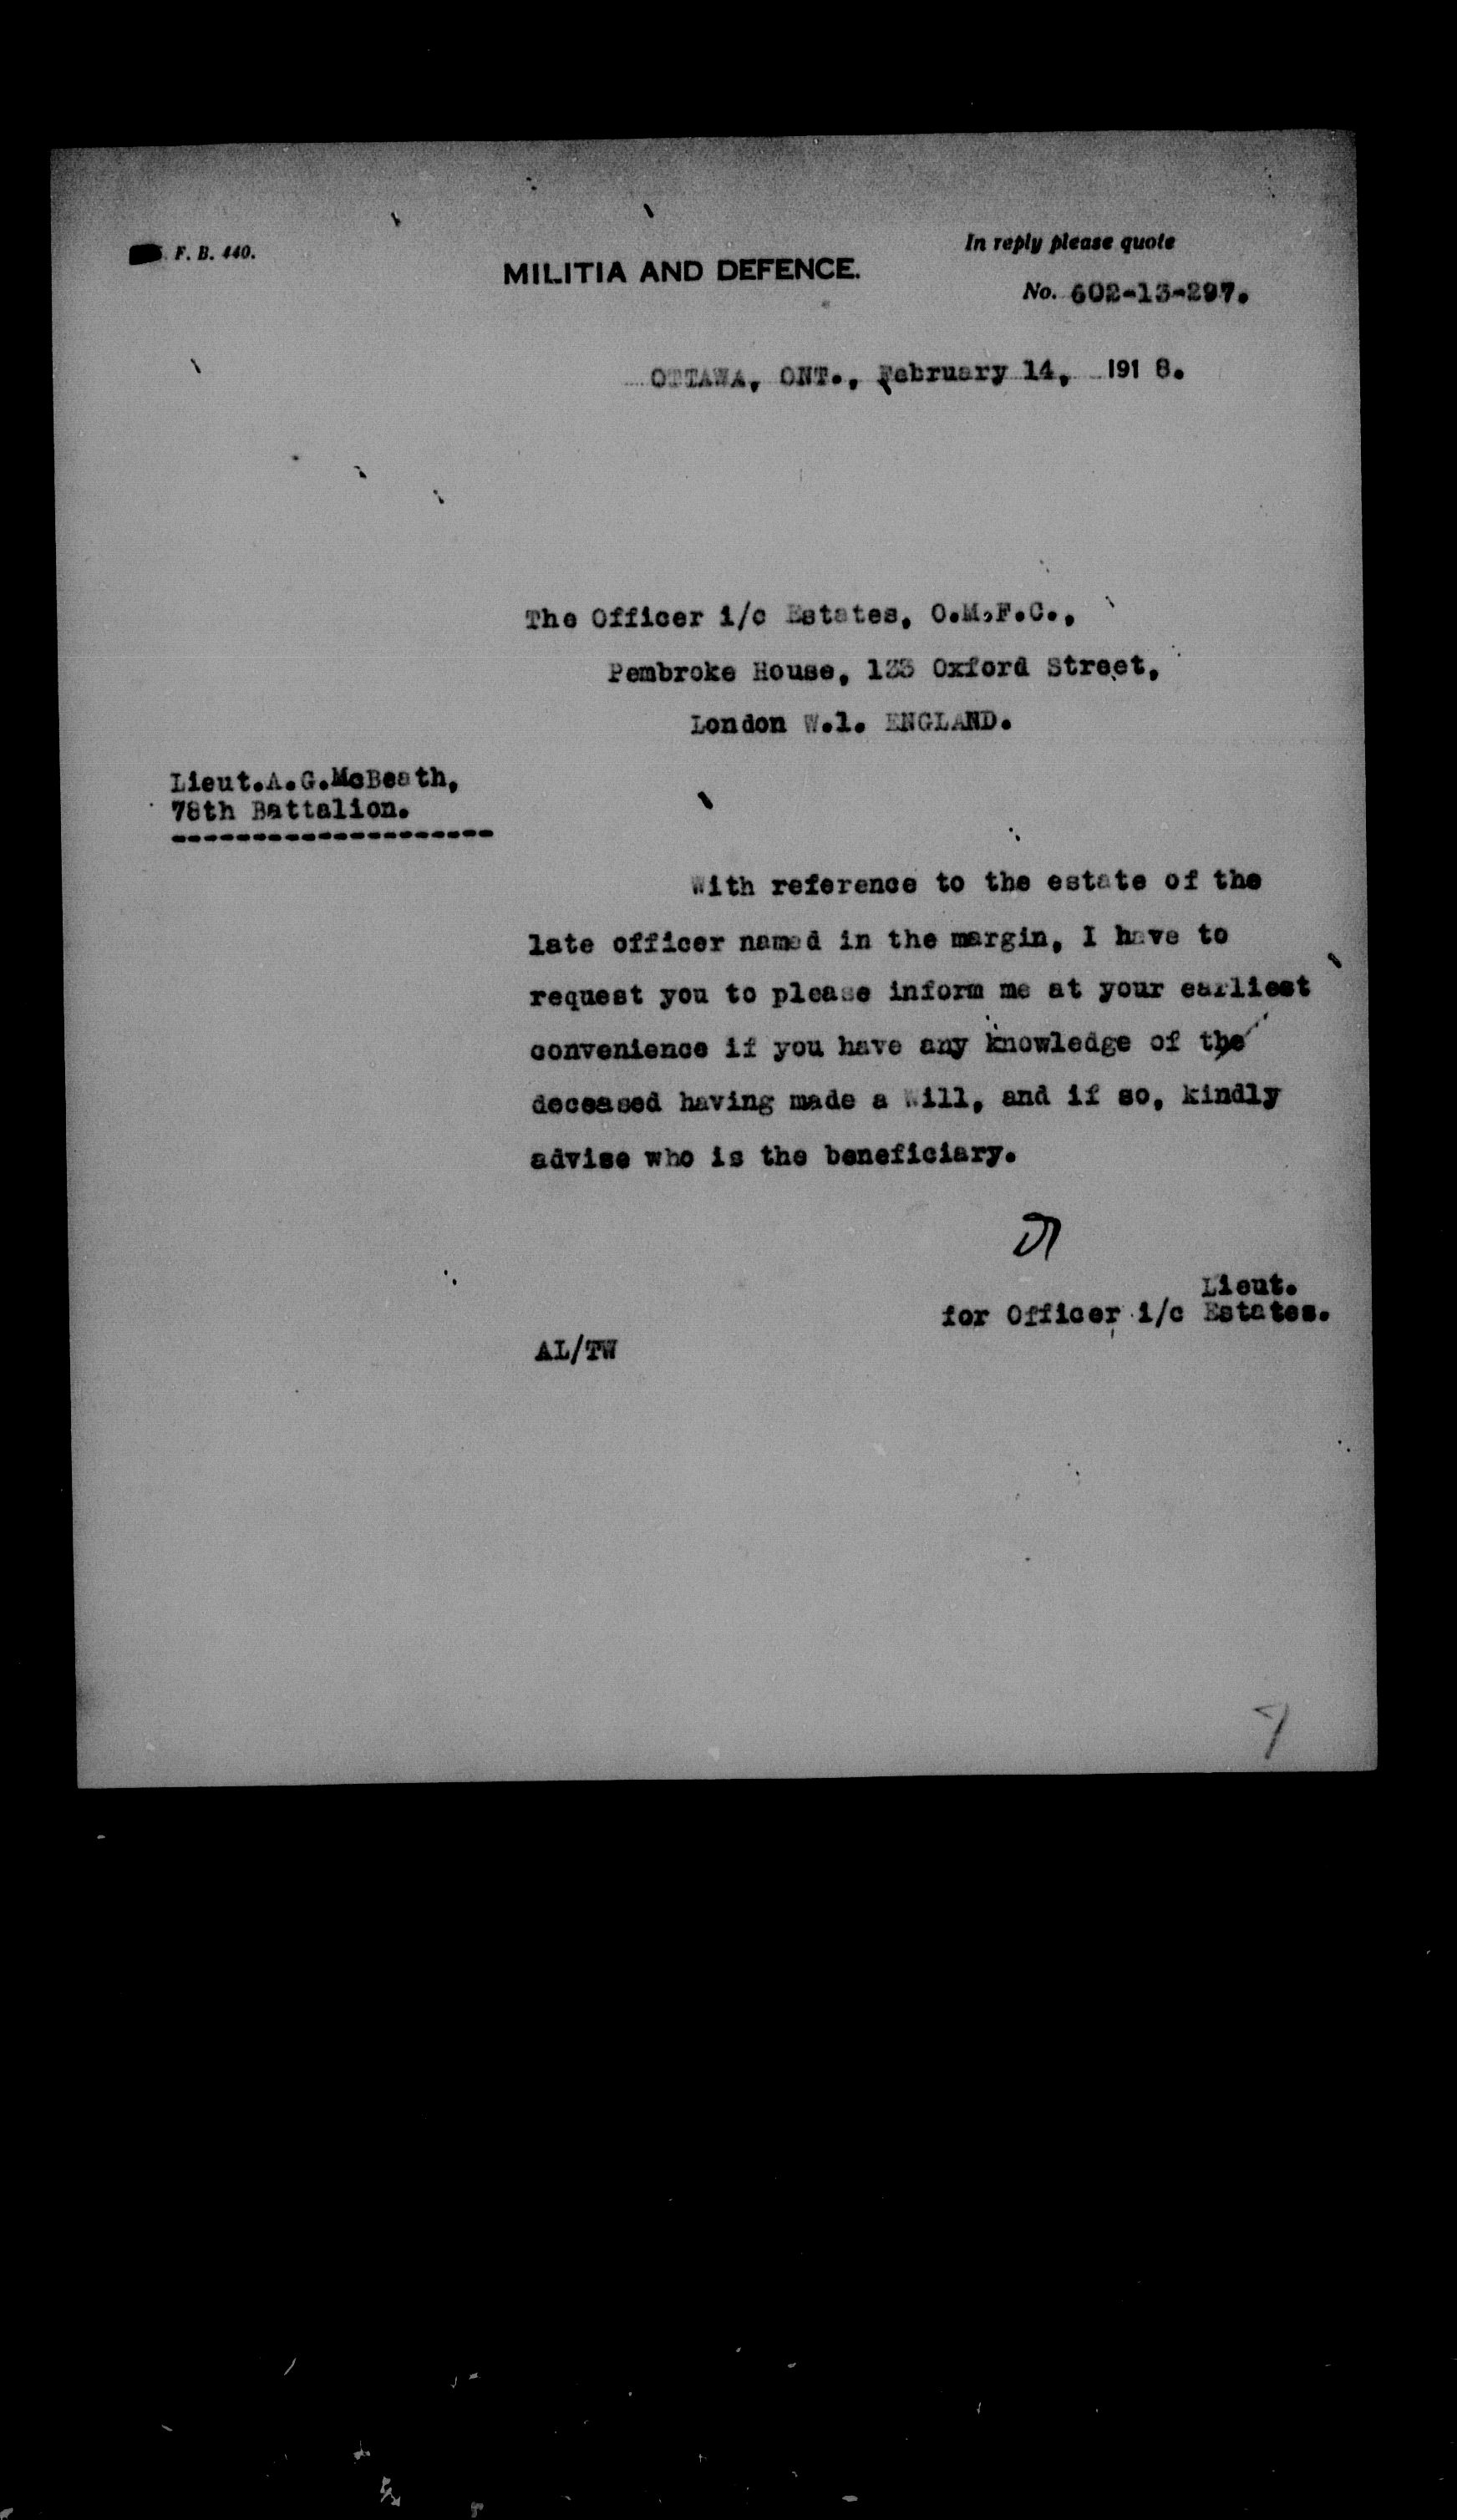 F. B. 440.
MILITIA AND DEFENCE.
In reply please quote
No. 602-13-297.
OTTAWA, ONT., February 14, 191 8.
The Officer i/c Estates, O.M.F.C.,
Pembroke House, 133 Oxford Street,
London W.1. ENGLAND.
Lieut.A.G.McBeath,
78th Battalion.
With reference to the estate of the
late officer named in the margin, I have to
request you to please inform me at your earliest
convenience if you have any knowledge of the
deceased having made a Will, and if so, kindly
advise who is the beneficiary.
Lieut.
for Officer i/c Estates.
AL/TW
7